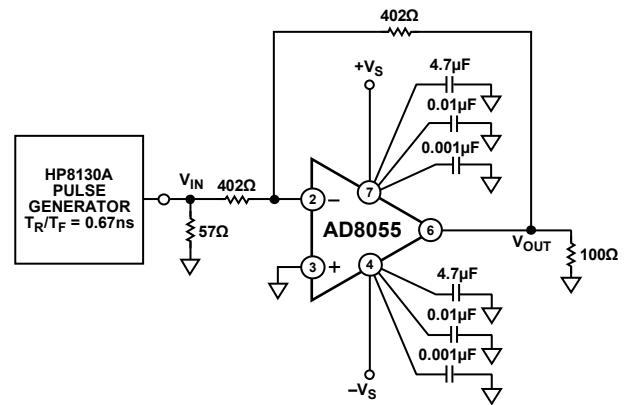 402Ω
+VS
4.7μF
0.01μF
0.001μF
HP8130A
PULSE
GENERATOR
TR/TF = 0.67ns
VIN
402Ω
57Ω
2
−
3
+
AD8055
7
4
6
VOUT
100Ω
4.7μF
0.01μF
0.001μF
−VS